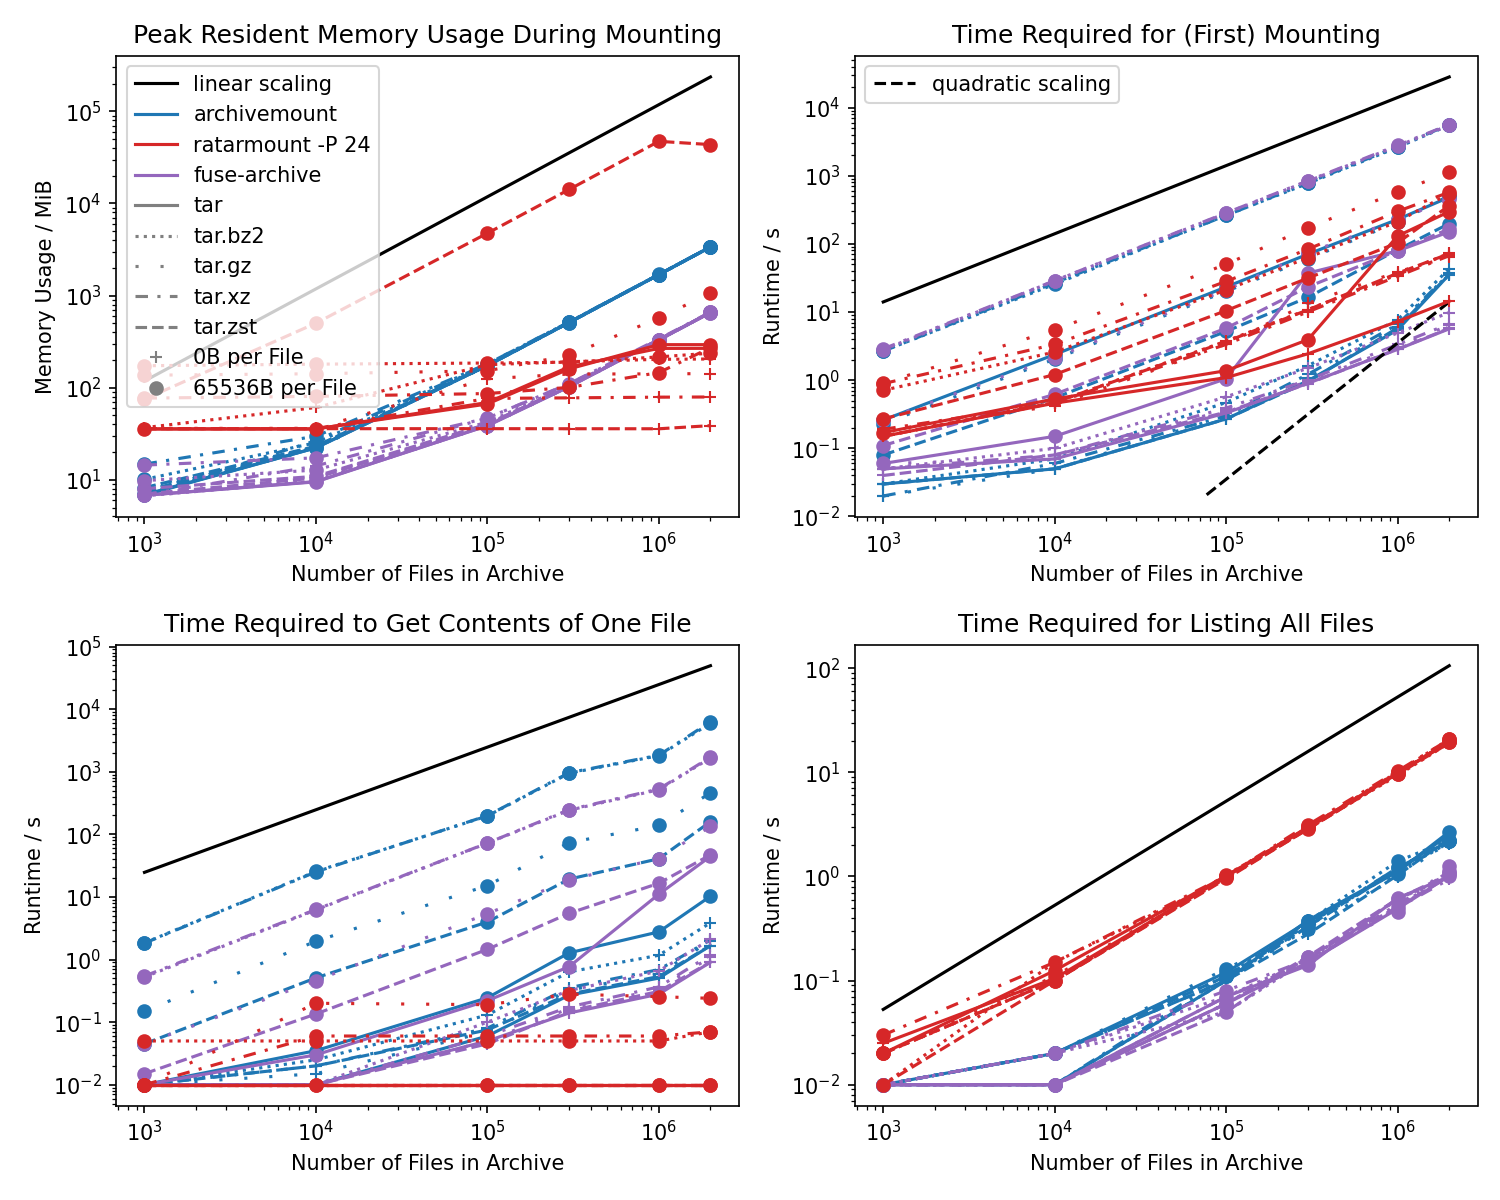 Peak Resident Memory Usage During Mounting
Memory Usage / MiB
10^5
10^4
10^3
10^2
10^1
linear scaling
archivemount
ratarmount -P 24
fuse-archive
tar
tar.bz2
tar.gz
tar.xz
tar.zst
0B per File
65536B per File
10^3
10^4
10^5
10^6
Number of Files in Archive
Time Required for (First) Mounting
Runtime / s
10^4
10^3
10^2
10^1
10^0
10^−1
10^−2
quadratic scaling
10^3
10^4
10^5
10^6
Number of Files in Archive
Time Required to Get Contents of One File
Runtime / s
10^5
10^4
10^3
10^2
10^1
10^0
10^−1
10^−2
10^3
10^4
10^5
10^6
Number of Files in Archive
Time Required for Listing All Files
Runtime / s
10^2
10^1
10^0
10^−1
10^−2
10^3
10^4
10^5
10^6
Number of Files in Archive